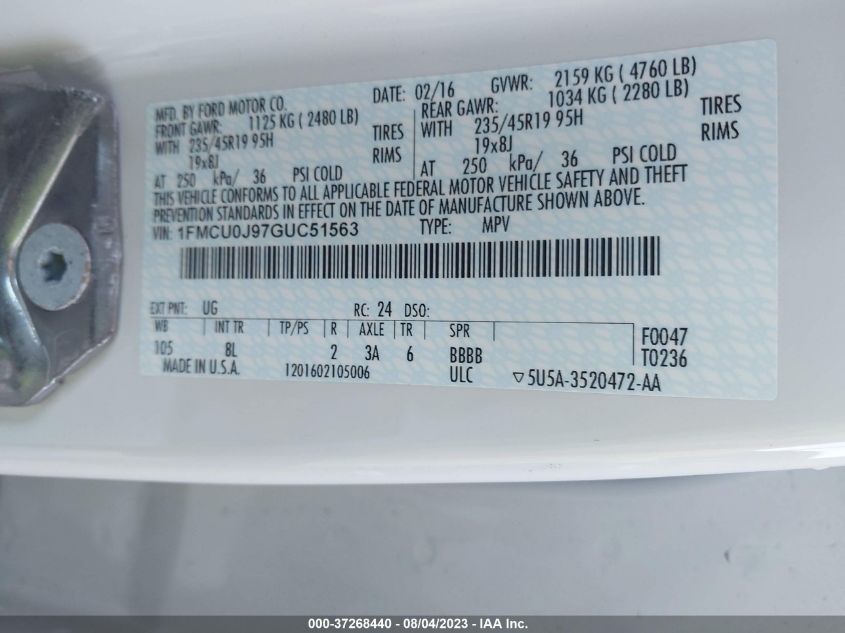 MFD. BY FORD MOTOR CO.
DATE: 02/16 GVWR: 2159 KG ( 4760 LB)
FRONT GAWR: 1125 KG ( 2480 LB)
REAR GAWR: 1034 KG ( 2280 LB)
WITH 235/45R19 95H TIRES
WITH 235/45R19 95H TIRES
19x8J RIMS
19x8J RIMS
AT 250 kPa/ 36 PSI COLD
AT 250 kPa/ 36 PSI COLD
THIS VEHICLE CONFORMS TO ALL APPLICABLE FEDERAL MOTOR VEHICLE SAFETY AND THEFT
PREVENTION STANDARDS IN EFFECT ON THE DATE OF MANUFACTURE SHOWN ABOVE.
VIN: 1FMCU0J97GUC51563 TYPE: MPV
EXT PNT: UG RC: 24 DSO:
WB INT TR TP/PS R AXLE TR SPR
105 8L 2 3A 6 BBBB
F0047
T0236
MADE IN U.S.A. 1201602105006 ULC ▽5U5A-3520472-AA
000-37268440 - 08/04/2023 - IAA Inc.